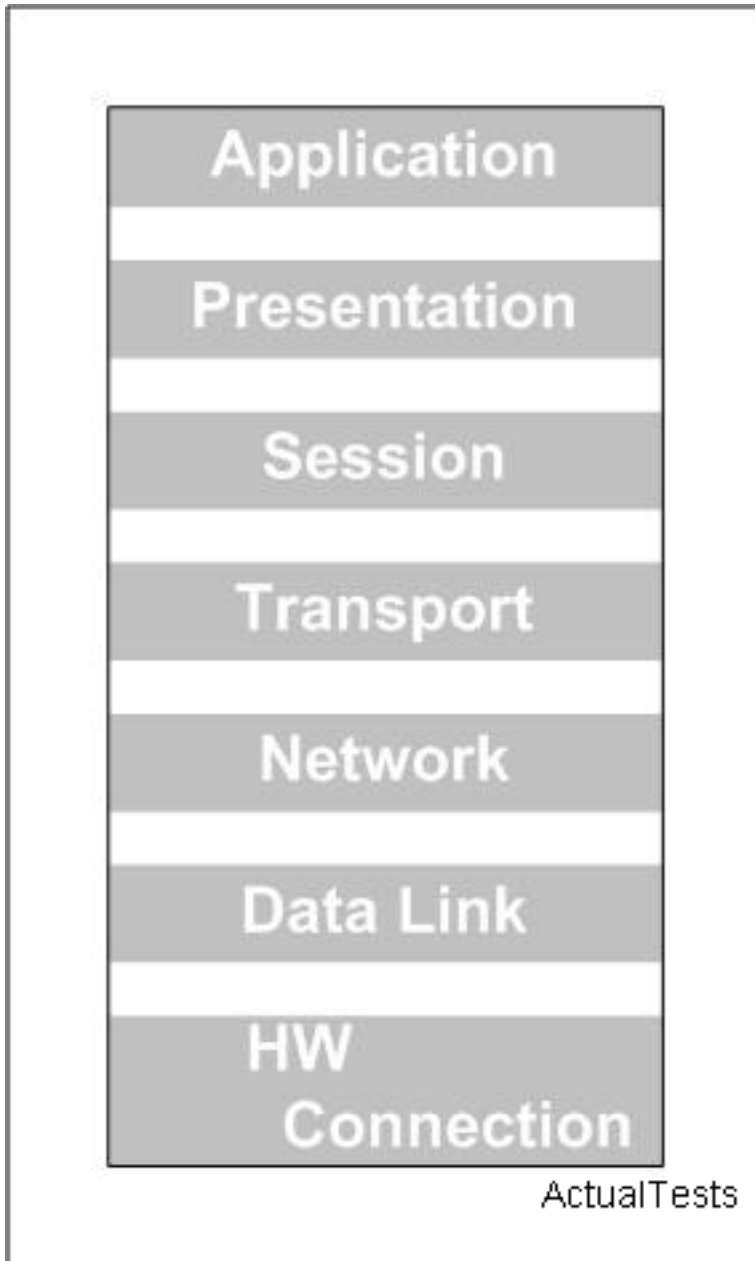 Application
Presentation
Session
Transport
Network
Data Link
HW
Connection
ActualTests